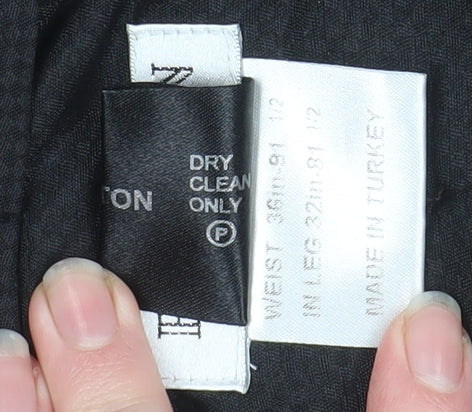 TON
DRY
CLEAN
ONLY
P
WEIST 36in-91 1/2
IN LEG 32in-81 1/2
MADE IN TURKEY